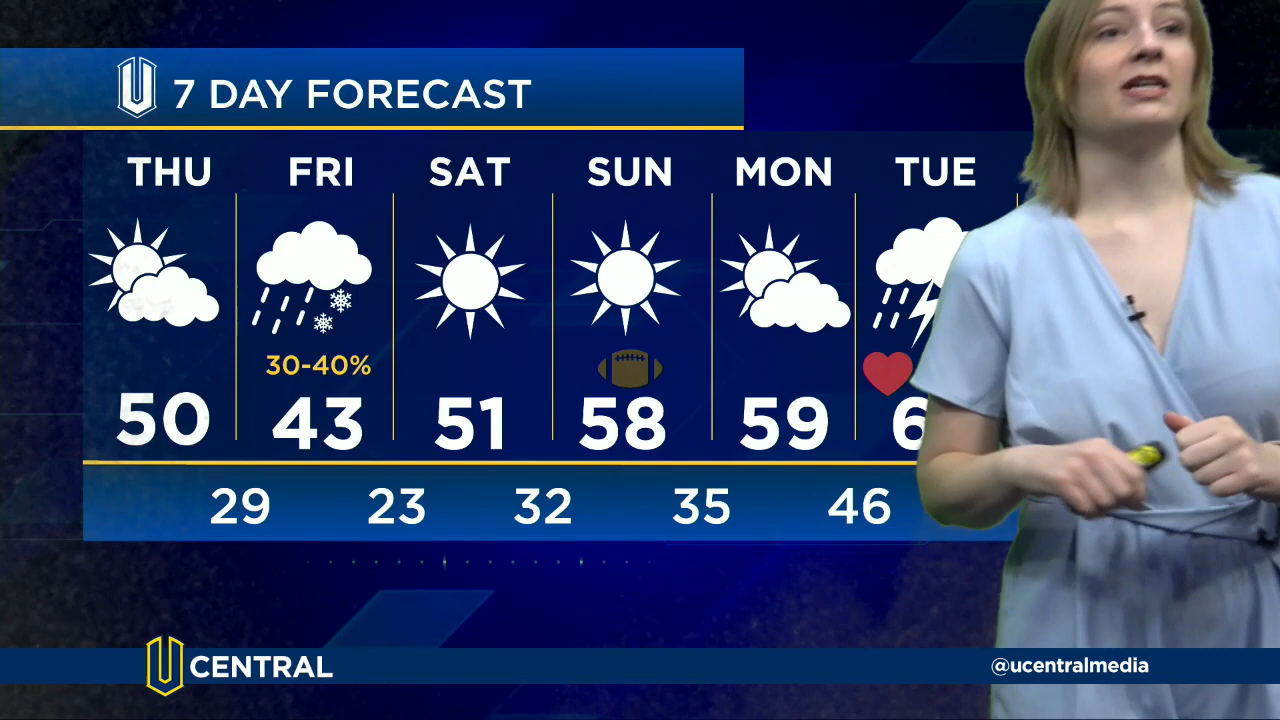 U 7 DAY FORECAST
THU FRI SAT SUN MON TUE
30-40%
50 43 51 58 59
29 23 32 35 46
U CENTRAL
@ucentralmedia